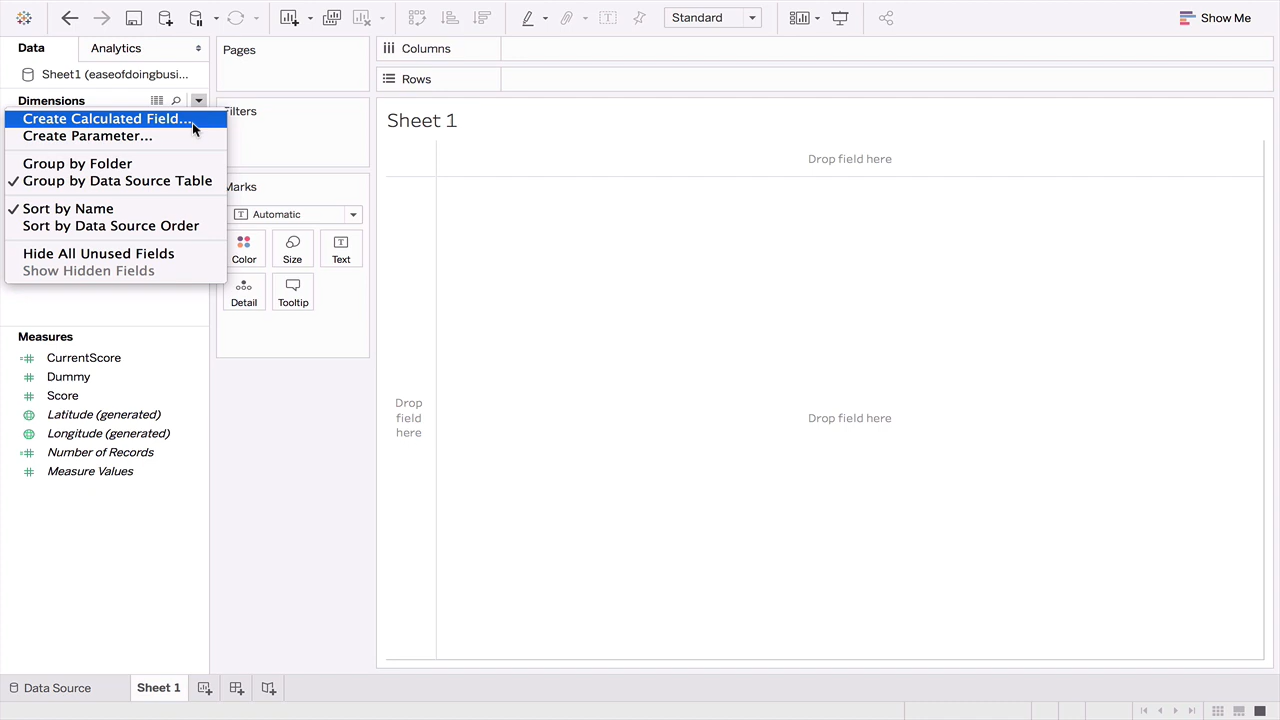 Standard
Show Me
Data
Analytics
Pages
Columns
Sheet1 (easeofdoingbusi...
Rows
Dimensions
Filters
Create Calculated Field...
Create Parameter...
Group by Folder
Group by Data Source Table
Sort by Name
Sort by Data Source Order
Hide All Unused Fields
Show Hidden Fields
Marks
Automatic
Color
Size
Text
Detail
Tooltip
Sheet 1
Drop field here
Drop
field
here
Drop field here
Measures
CurrentScore
Dummy
Score
Latitude (generated)
Longitude (generated)
Number of Records
Measure Values
Data Source
Sheet 1